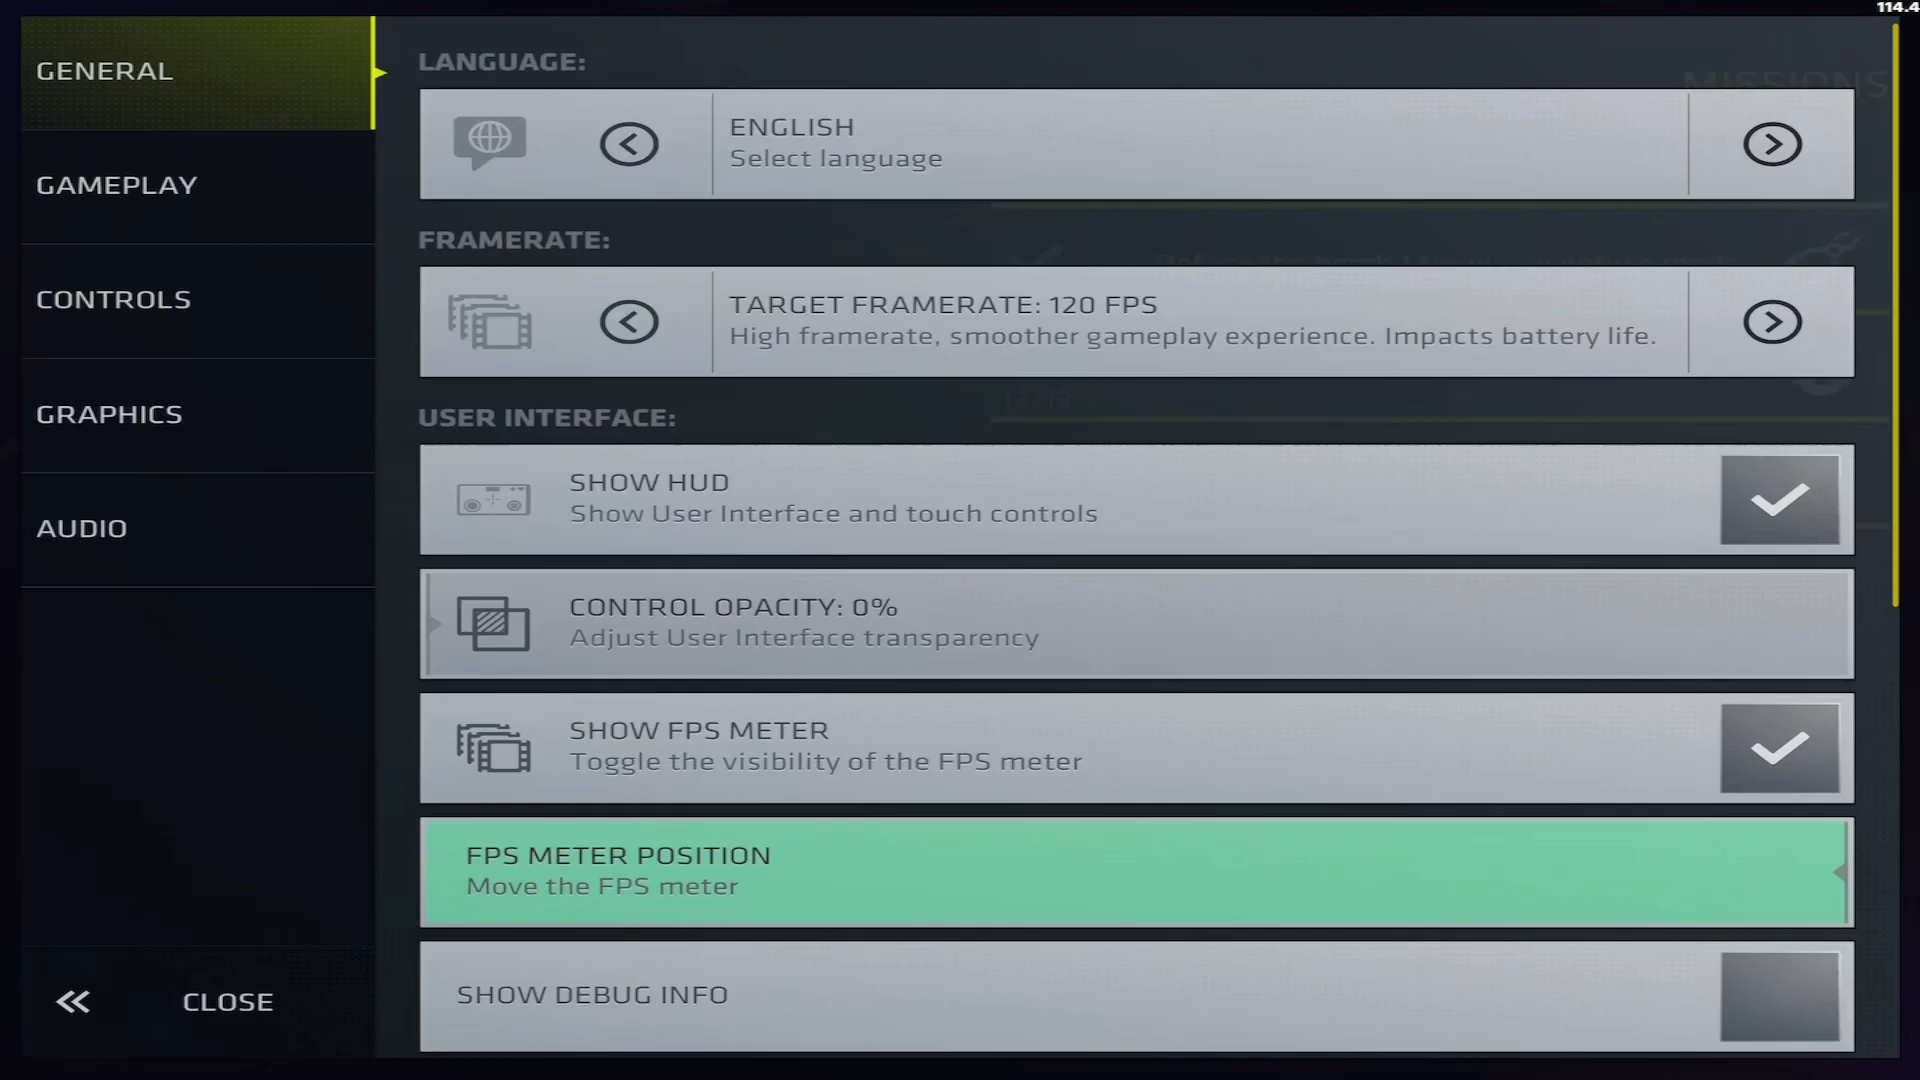 114.4
GENERAL
GAMEPLAY
CONTROLS
GRAPHICS
AUDIO
CLOSE
MISSIONS
LANGUAGE:
ENGLISH
Select language
FRAMERATE:
TARGET FRAMERATE: 120 FPS
High framerate, smoother gameplay experience. Impacts battery life.
USER INTERFACE:
SHOW HUD
Show User Interface and touch controls
CONTROL OPACITY: 0%
Adjust User Interface transparency
SHOW FPS METER
Toggle the visibility of the FPS meter
FPS METER POSITION
Move the FPS meter
SHOW DEBUG INFO